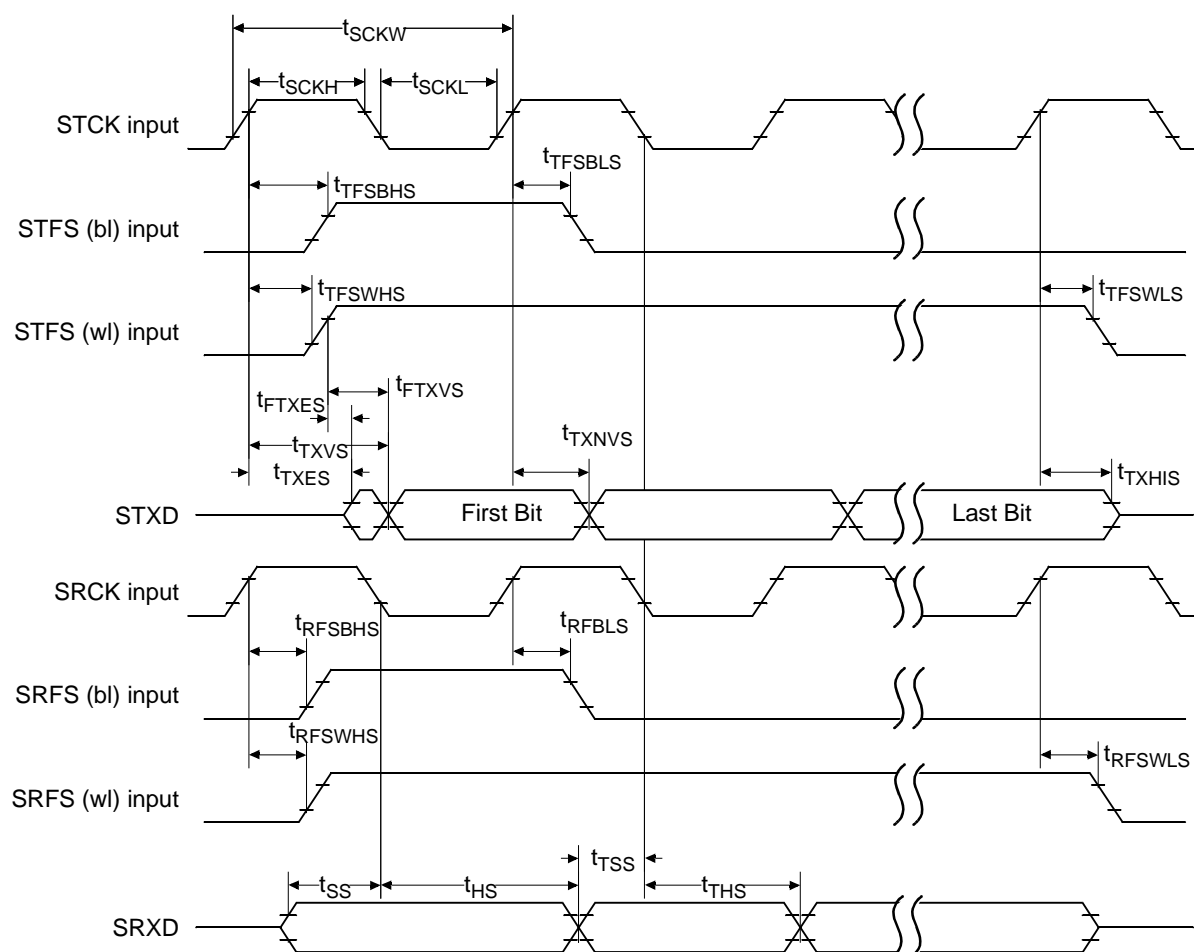 tSCKW
tSCKH tSCKL
STCK input
tTFSBLS
tTFSBHS
STFS (bl) input
tTFSWHS tTFSWLS
STFS (wl) input
tFTXES tFTXVS
tTXVS tTXNVS
tTXES tTXHIS
STXD First Bit Last Bit
SRCK input
tRFSBHS tRFBLS
SRFS (bl) input
tRFSWHS tRFSWLS
SRFS (wl) input
tTSS
tSS tHS tTHS
SRXD